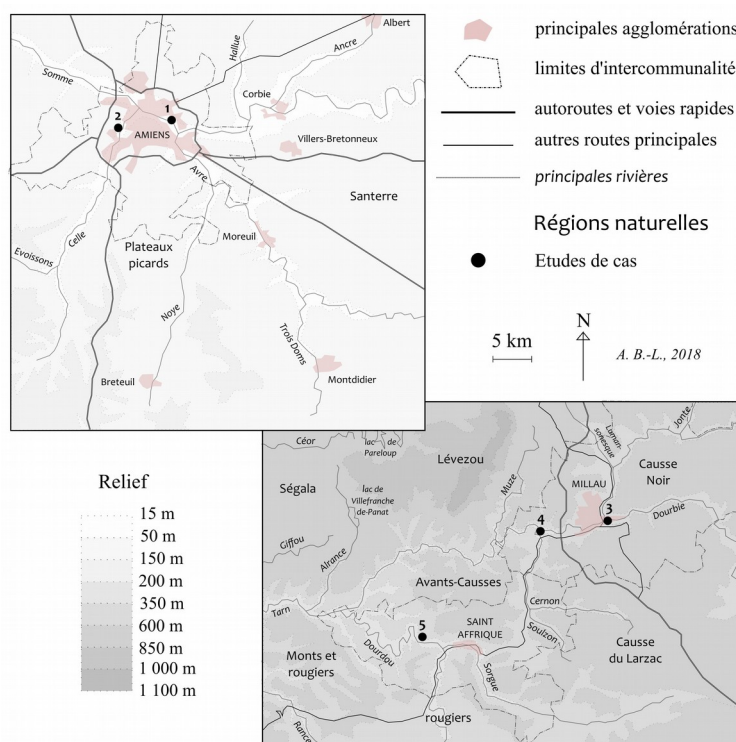 Albert
Hallue
Ancre
Somme
Corbie
1
2
AMIENS
Villers-Bretonneux
Avre
Santerre
Celle
Moreuil
Plateaux
picards
Evoissons
Noye
Trois Doms
Breteuil
Montdidier
principales agglomérations
limites d'intercommunalité
autoroutes et voies rapides
autres routes principales
principales rivières
Régions naturelles
Etudes de cas
5 km
N
A. B.-L., 2018
Relief
15 m
50 m
150 m
200 m
350 m
600 m
850 m
1 000 m
1 100 m
Céor
lac de
Pareloup
Lévezou
Laman-
sonesque
Jonte
Ségala
lac de
Villefranche
de-Panat
Muze
MILLAU
Causse
Noir
3
Dourbie
4
Giffou
Alrance
Avants-Causses
Tarn
Cernon
5
SAINT
AFFRIQUE
Soulzon
Dourdou
Monts et
rougiers
Sorgue
Causse
du Larzac
rougiers
Rance